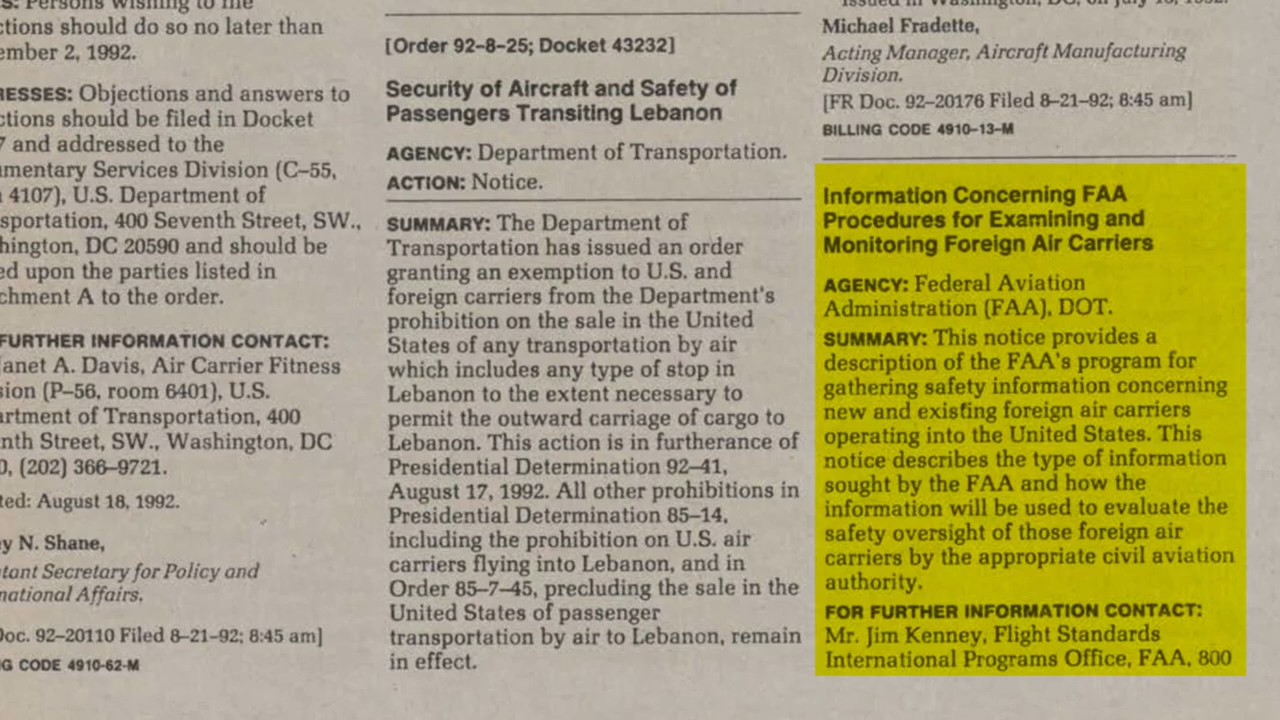 Persons wishing to file
ctions should do so no later than
ember 2, 1992.
RESSES: Objections and answers to
ctions should be filed in Docket
7 and addressed to the
umentary Services Division (C–55,
4107), U.S. Department of
sportation, 400 Seventh Street, SW.,
hington, DC 20590 and should be
ed upon the parties listed in
chment A to the order.
FURTHER INFORMATION CONTACT:
anet A. Davis, Air Carrier Fitness
sion (P–56, room 6401), U.S.
artment of Transportation, 400
nth Street, SW., Washington, DC
0, (202) 366–9721.
ted: August 18, 1992.
y N. Shane,
tant Secretary for Policy and
national Affairs.
Doc. 92–20110 Filed 8–21–92; 8:45 am]
G CODE 4910-62-M
[Order 92–8–25; Docket 43232]
Security of Aircraft and Safety of
Passengers Transiting Lebanon
AGENCY: Department of Transportation.
ACTION: Notice.
SUMMARY: The Department of
Transportation has issued an order
granting an exemption to U.S. and
foreign carriers from the Department's
prohibition on the sale in the United
States of any transportation by air
which includes any type of stop in
Lebanon to the extent necessary to
permit the outward carriage of cargo to
Lebanon. This action is in furtherance of
Presidential Determination 92–41,
August 17, 1992. All other prohibitions in
Presidential Determination 85–14,
including the prohibition on U.S. air
carriers flying into Lebanon, and in
Order 85–7–45, precluding the sale in the
United States of passenger
transportation by air to Lebanon, remain
in effect.
Issued in Washington, DC, on July
Michael Fradette,
Acting Manager, Aircraft Manufacturing
Division.
[FR Doc. 92–20176 Filed 8–21–92; 8:45 am]
BILLING CODE 4910-13-M
Information Concerning FAA
Procedures for Examining and
Monitoring Foreign Air Carriers
AGENCY: Federal Aviation
Administration (FAA), DOT.
SUMMARY: This notice provides a
description of the FAA's program for
gathering safety information concerning
new and existing foreign air carriers
operating into the United States. This
notice describes the type of information
sought by the FAA and how the
information will be used to evaluate the
safety oversight of those foreign air
carriers by the appropriate civil aviation
authority.
FOR FURTHER INFORMATION CONTACT:
Mr. Jim Kenney, Flight Standards
International Programs Office, FAA, 800